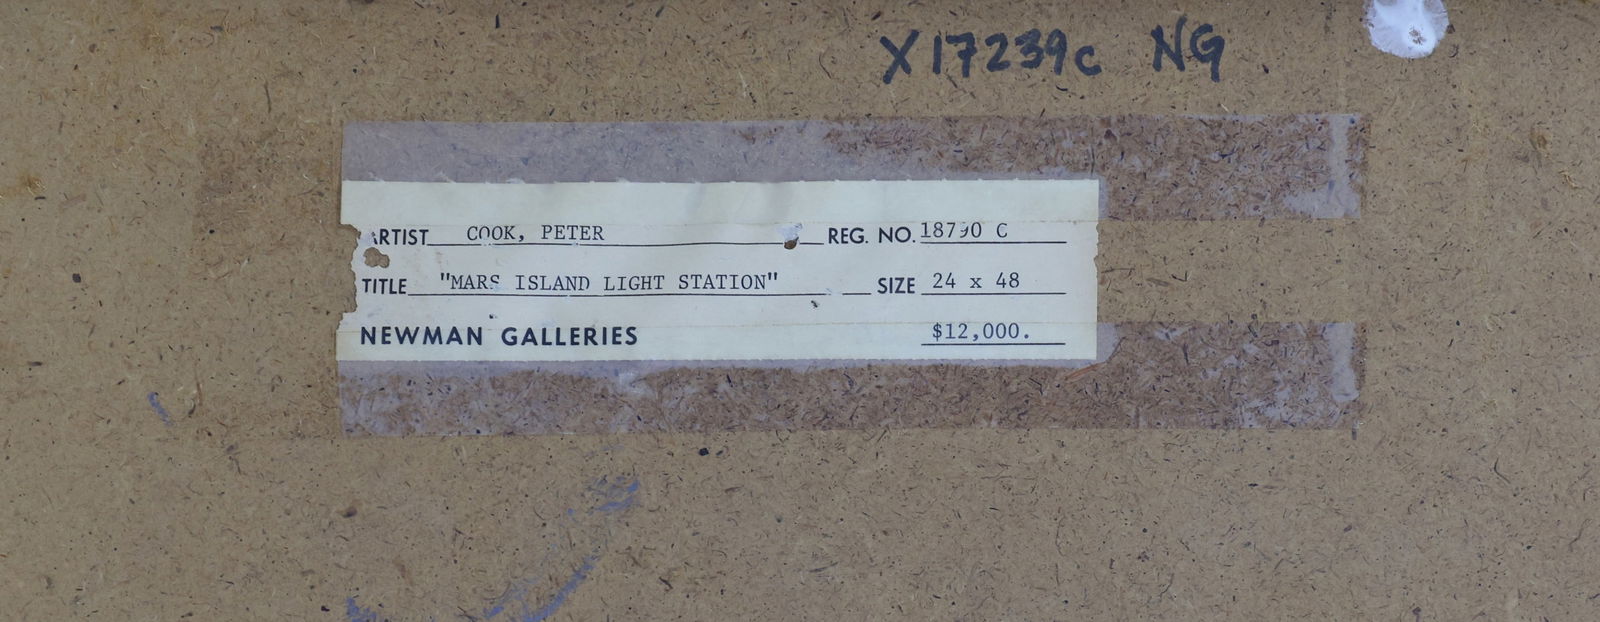 X17239c NG
ARTIST COOK, PETER REG. NO. 18790 C
TITLE "MARS ISLAND LIGHT STATION" SIZE 24 x 48
NEWMAN GALLERIES $12,000.